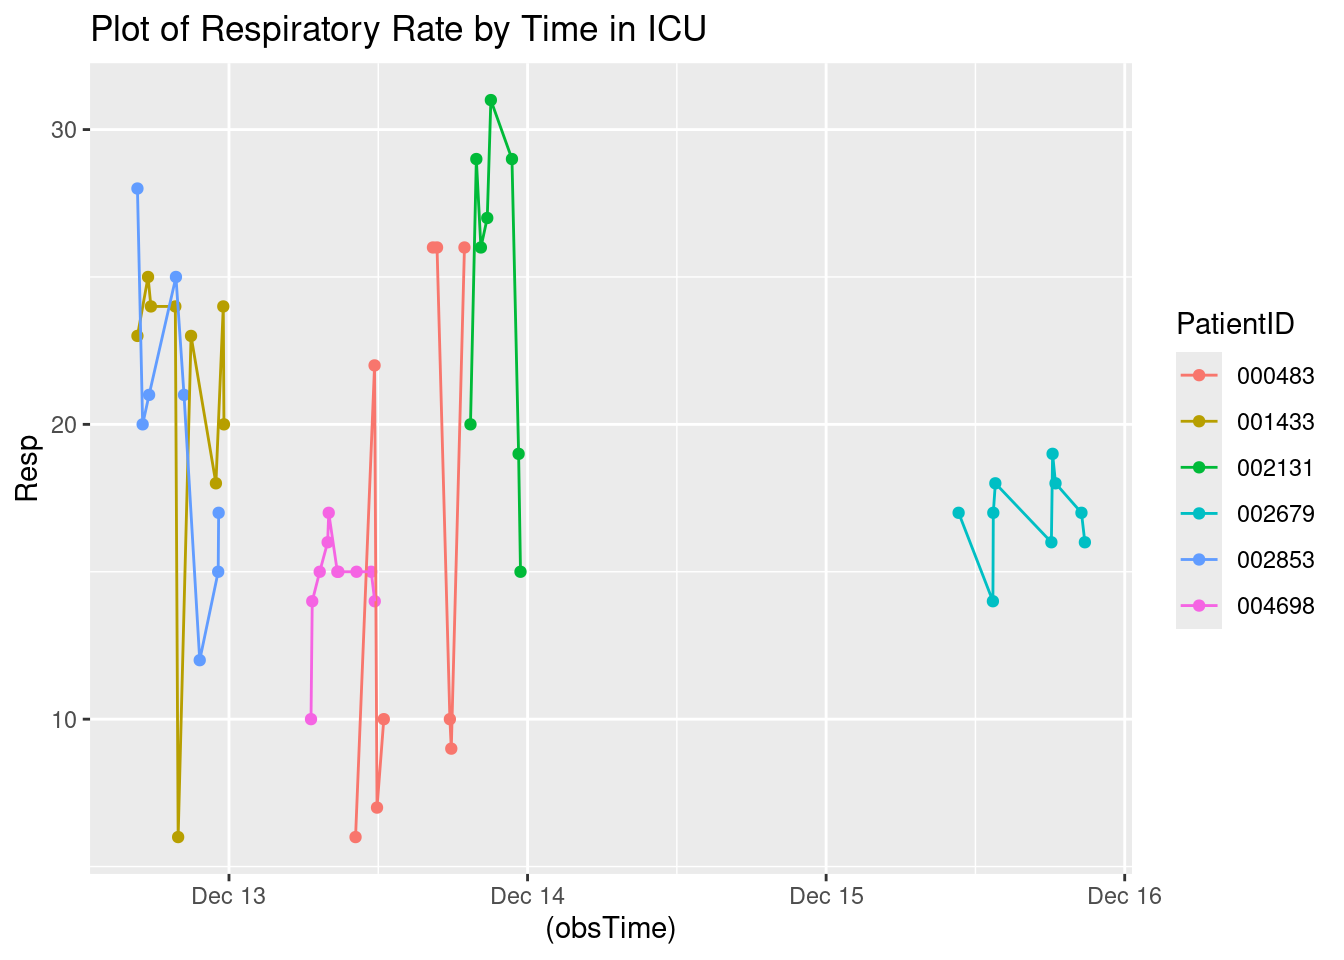 Plot of Respiratory Rate by Time in ICU
30
20
10
Resp
Dec 13
Dec 14
Dec 15
Dec 16
(obsTime)
PatientID
000483
001433
002131
002679
002853
004698